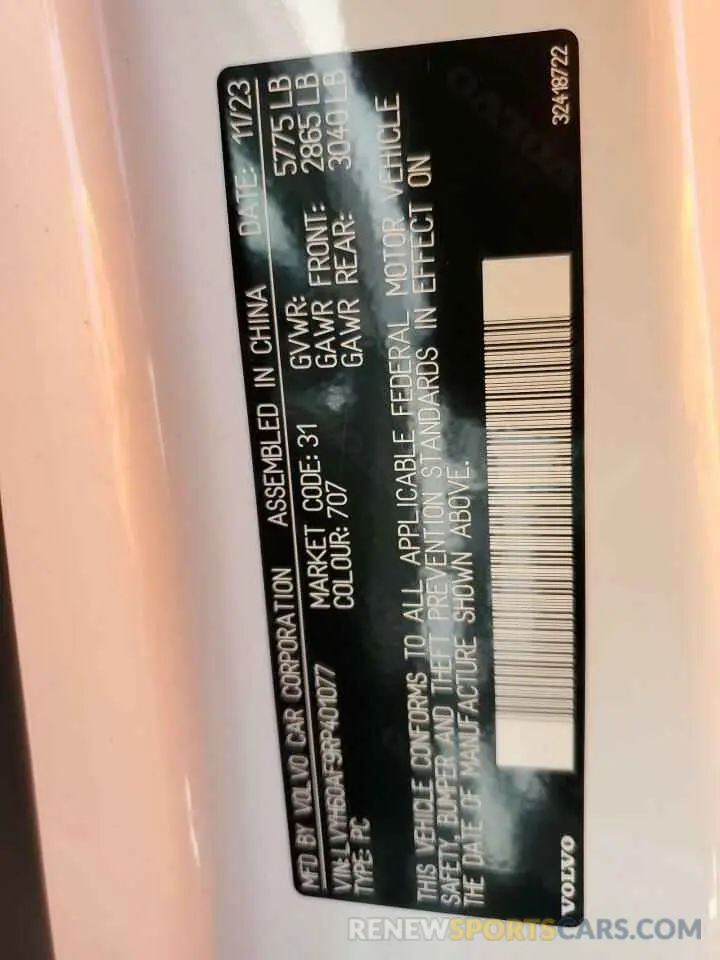 MFD BY VOLVO CAR CORPORATION ASSEMBLED IN CHINA DATE: 11/23
VIN: LVYH60AF9RP401077
TYPE: PC
MARKET CODE: 31
COLOUR: 707
GVWR: 5775 LB
GAWR FRONT: 2865 LB
GAWR REAR: 3040 LB
THIS VEHICLE CONFORMS TO ALL APPLICABLE FEDERAL MOTOR VEHICLE
SAFETY, BUMPER AND THEFT PREVENTION STANDARDS IN EFFECT ON
THE DATE OF MANUFACTURE SHOWN ABOVE.
VOLVO
32418722
RENEWSPORTSCARS.COM